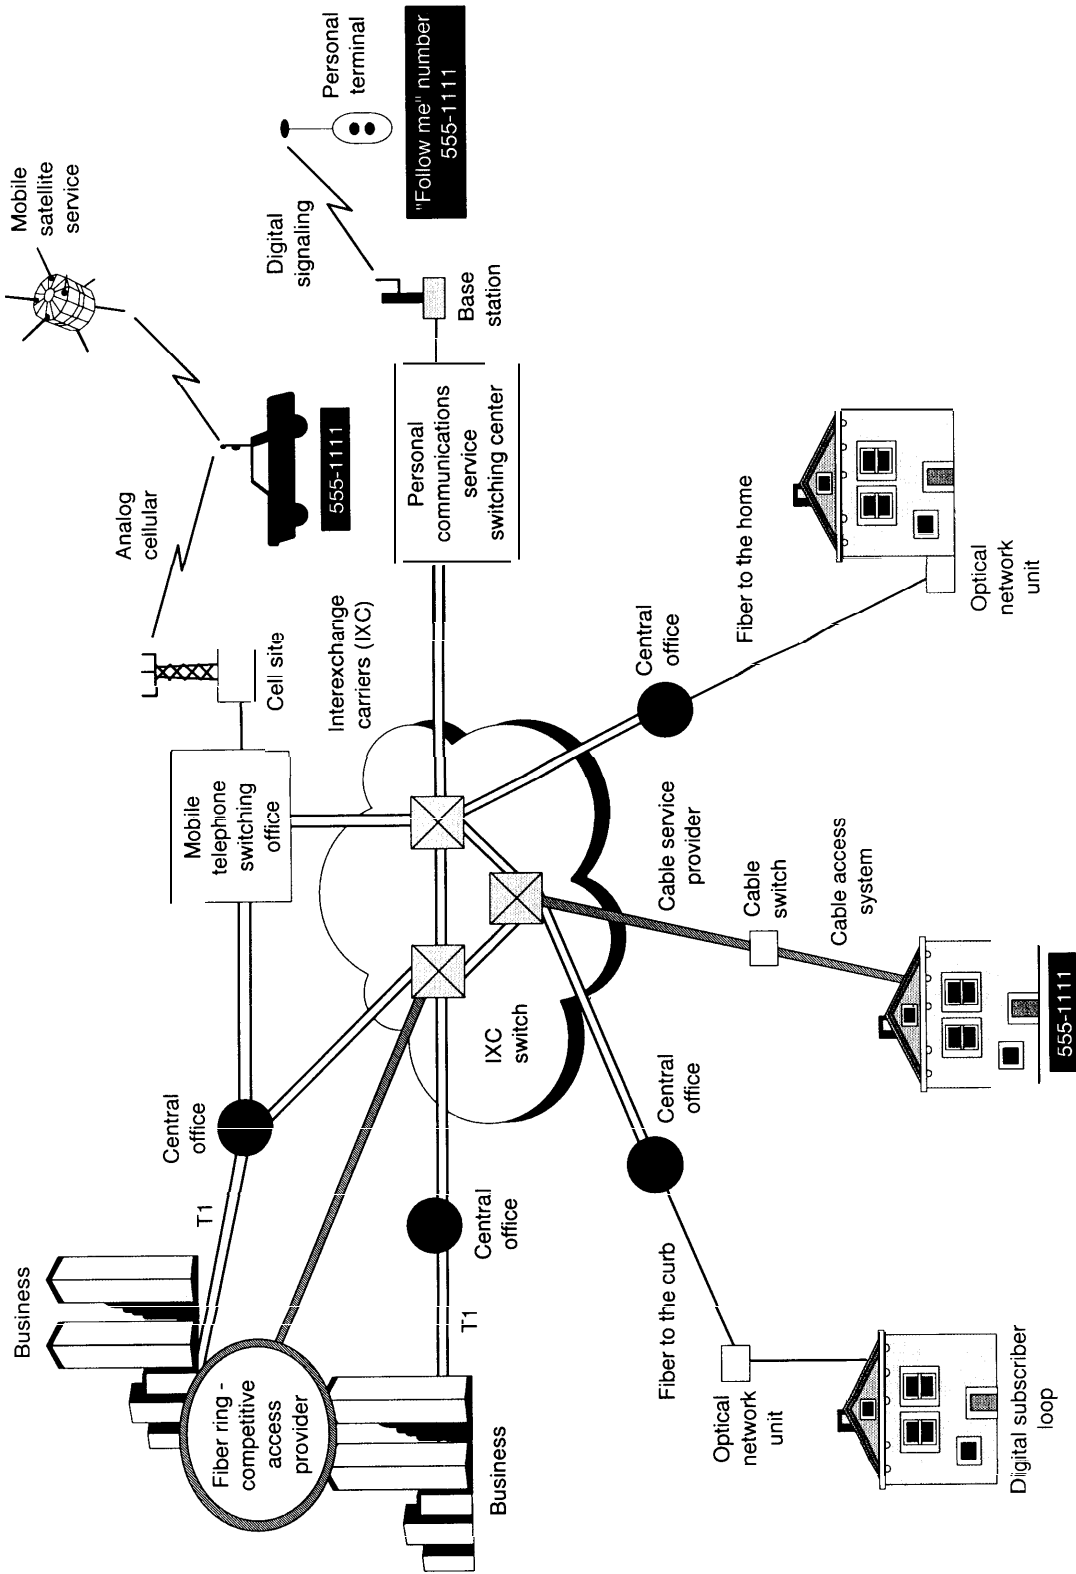 Business
T1
Fiber ring -
competitive
access
provider
Business
T1
Central
office
Central
office
Mobile
telephone
switching
office
Cell site
Analog
cellular
Mobile
satellite
service
555-1111
Interexchange
carriers (IXC)
Personal
communications
service
switching center
Base
station
Digital
signaling
Personal
terminal
"Follow me" number
555-1111
IXC
switch
Central
office
Fiber to the curb
Optical
network
unit
Digital subscriber
loop
Cable service
provider
Cable
switch
Cable access
system
555-1111
Central
office
Fiber to the home
Optical
network
unit